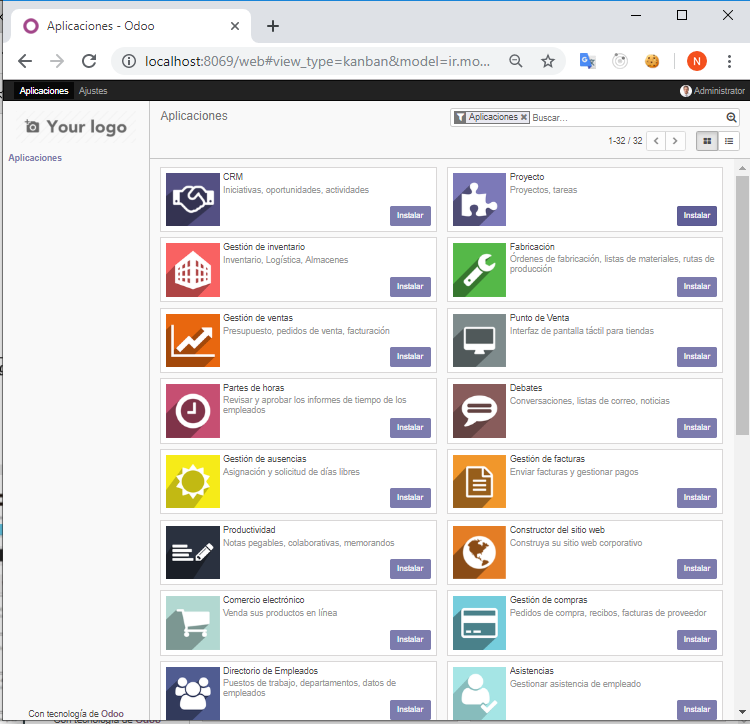 Aplicaciones - Odoo
localhost:8069/web#view_type=kanban&model=ir.mo...
N
Aplicaciones Ajustes Administrator
Your logo
Aplicaciones
Aplicaciones
Aplicaciones Buscar...
1-32 / 32
CRM
Iniciativas, oportunidades, actividades
Instalar
Proyecto
Proyectos, tareas
Instalar
Gestión de inventario
Inventario, Logística, Almacenes
Instalar
Fabricación
Órdenes de fabricación, listas de materiales, rutas de
producción
Instalar
Gestión de ventas
Presupuesto, pedidos de venta, facturación
Instalar
Punto de Venta
Interfaz de pantalla táctil para tiendas
Instalar
Partes de horas
Revisar y aprobar los informes de tiempo de los
empleados
Instalar
Debates
Conversaciones, listas de correo, noticias
Instalar
Gestión de ausencias
Asignación y solicitud de días libres
Instalar
Gestión de facturas
Enviar facturas y gestionar pagos
Instalar
Productividad
Notas pegables, colaborativas, memorandos
Instalar
Constructor del sitio web
Construya su sitio web corporativo
Instalar
Comercio electrónico
Venda sus productos en línea
Instalar
Gestión de compras
Pedidos de compra, recibos, facturas de proveedor
Instalar
Directorio de Empleados
Puestos de trabajo, departamentos, datos de
empleados
Instalar
Asistencias
Gestionar asistencia de empleado
Instalar
Con tecnología de Odoo
Con tecnología de Odoo